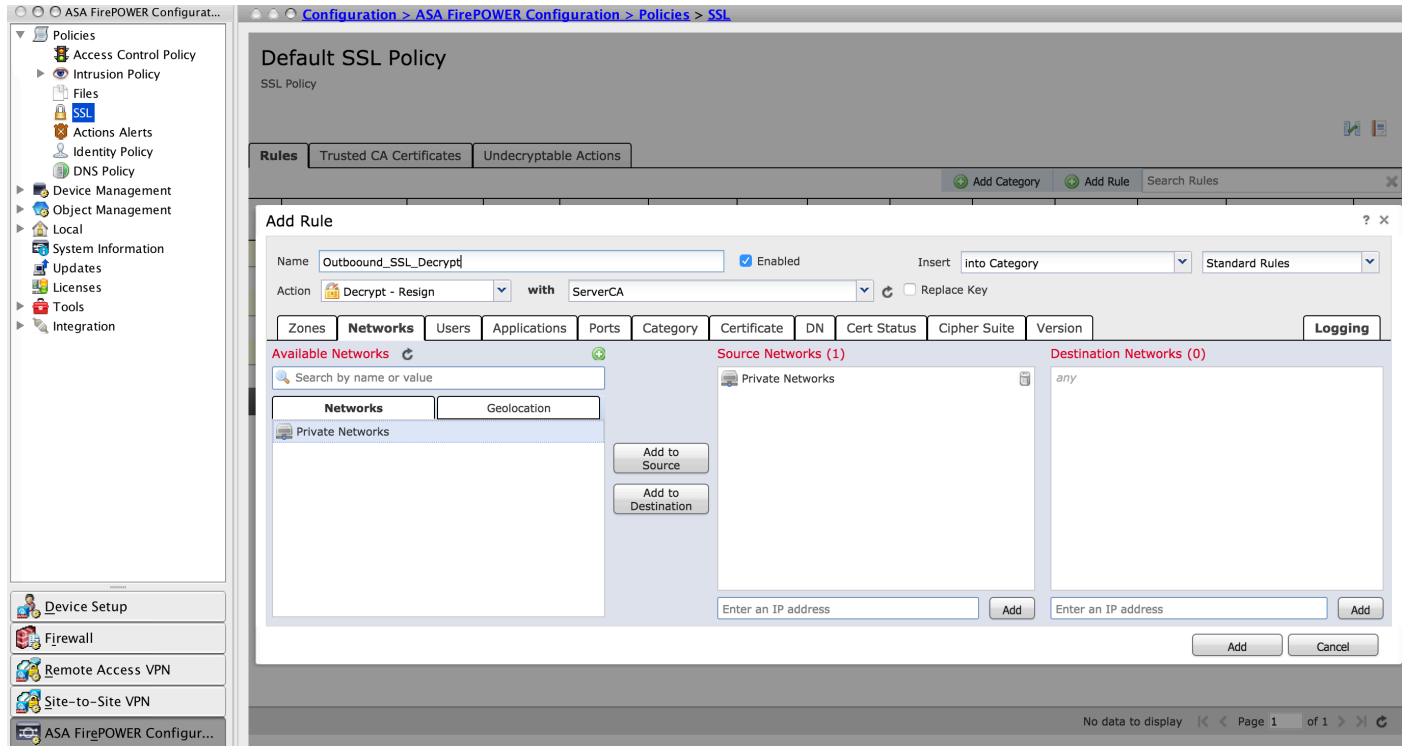 ASA FirePOWER Configurat...
Policies
Access Control Policy
Intrusion Policy
Files
SSL
Actions Alerts
Identity Policy
DNS Policy
Device Management
Object Management
Local
System Information
Updates
Licenses
Tools
Integration
Device Setup
Firewall
Remote Access VPN
Site-to-Site VPN
ASA FirePOWER Configur...
Configuration > ASA FirePOWER Configuration > Policies > SSL
Default SSL Policy
SSL Policy
Rules Trusted CA Certificates Undecryptable Actions
Add Category Add Rule Search Rules
Add Rule ?
Name Outboound_SSL_Decrypt Enabled Insert into Category Standard Rules
Action Decrypt - Resign with ServerCA Replace Key
Zones Networks Users Applications Ports Category Certificate DN Cert Status Cipher Suite Version Logging
Available Networks Source Networks (1) Destination Networks (0)
Search by name or value Private Networks any
Networks Geolocation
Private Networks
Add to
Source
Add to
Destination
Enter an IP address Add Enter an IP address Add
Add Cancel
No data to display Page 1 of 1